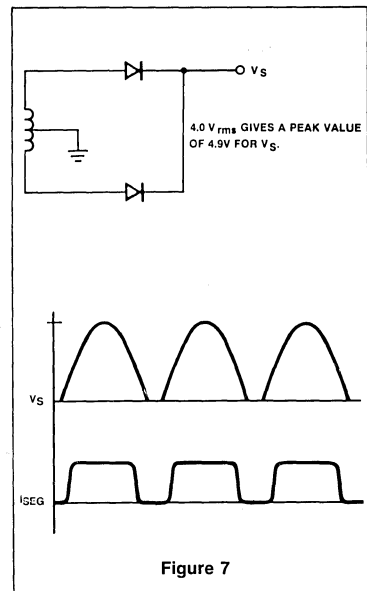 VS
4.0 Vrms GIVES A PEAK VALUE
OF 4.9V FOR VS.
VS
iSEG
Figure 7